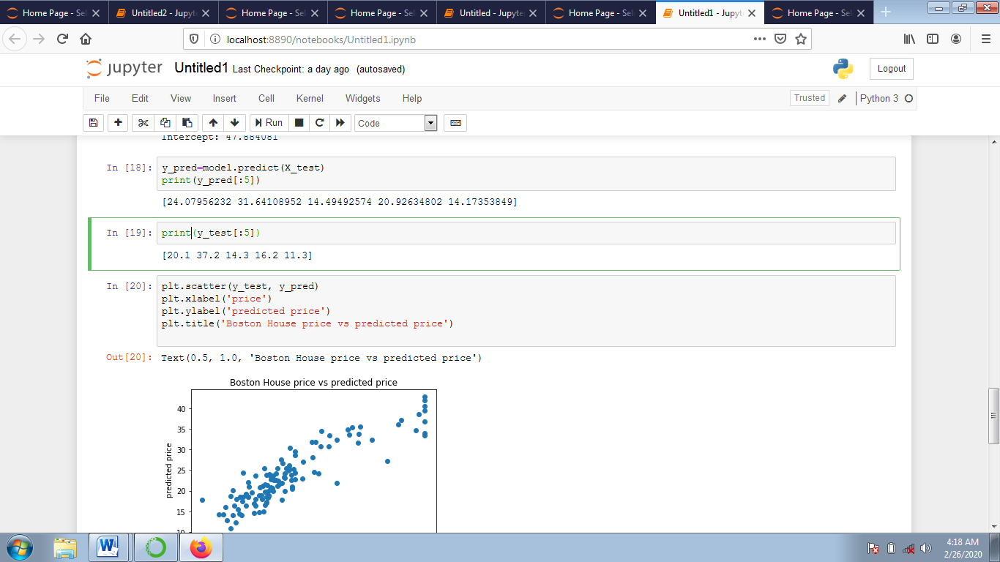 Home Page - Sel
Untitled2 - Jupyte
Home Page - Sel
Home Page - Sel
Untitled - Jupyter
Home Page - Sel
Untitled1 - Jupyte
Home Page - Sel
localhost:8890/notebooks/Untitled1.ipynb
jupyter Untitled1 Last Checkpoint: a day ago (autosaved)
Logout
File Edit View Insert Cell Kernel Widgets Help
Trusted
Python 3
Run
Code
Intercept: 47.884081
In [18]:
y_pred=model.predict(X_test)
print(y_pred[:5])
[24.07956232 31.64108952 14.49492574 20.92634802 14.17353849]
In [19]:
print(y_test[:5])
[20.1 37.2 14.3 16.2 11.3]
In [20]:
plt.scatter(y_test, y_pred)
plt.xlabel('price')
plt.ylabel('predicted price')
plt.title('Boston House price vs predicted price')
Out[20]:
Text(0.5, 1.0, 'Boston House price vs predicted price')
Boston House price vs predicted price
40
35
30
25
20
15
10
predicted price
4:18 AM
2/26/2020